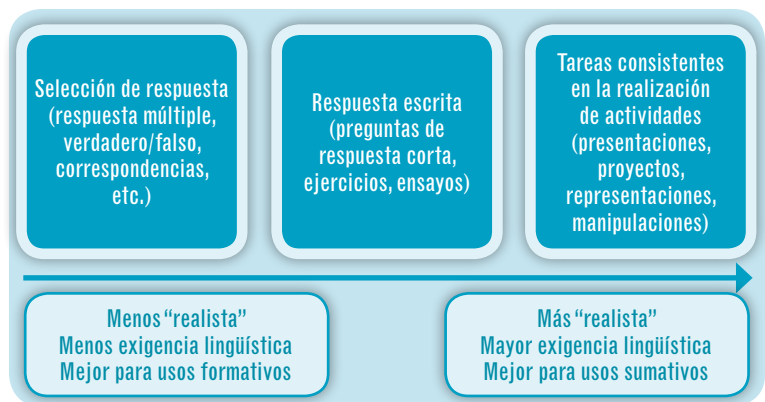 Selección de respuesta
(respuesta múltiple,
verdadero/falso,
correspondencias,
etc.)
Respuesta escrita
(preguntas de
respuesta corta,
ejercicios, ensayos)
Tareas consistentes
en la realización
de actividades
(presentaciones,
proyectos,
representaciones,
manipulaciones)
Menos “realista”
Menos exigencia lingüística
Mejor para usos formativos
Más “realista”
Mayor exigencia lingüística
Mejor para usos sumativos